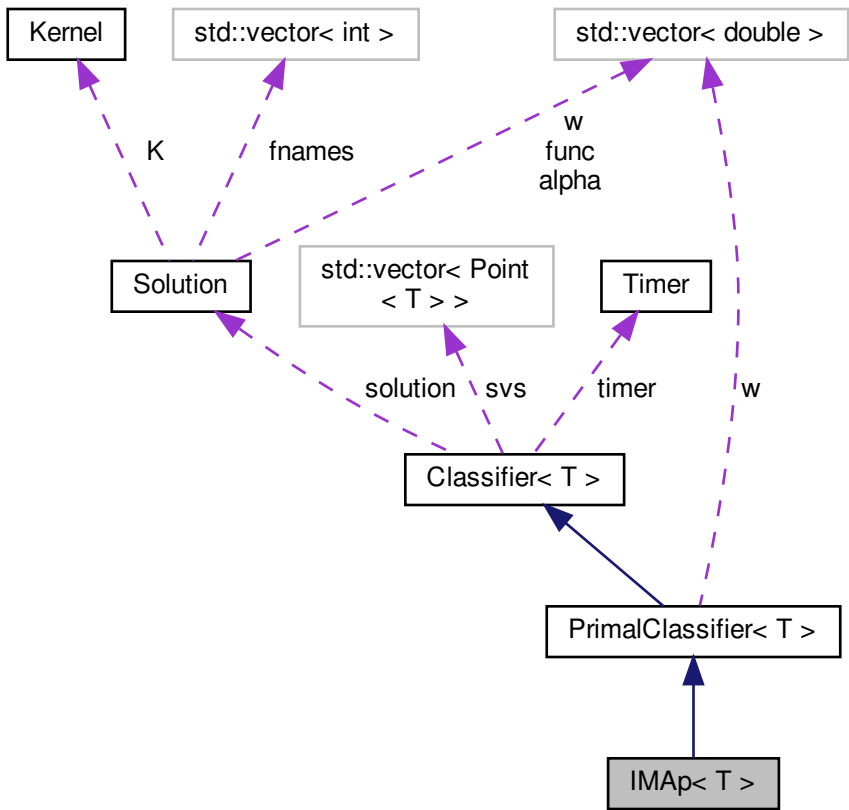 Kernel
std::vector< int >
std::vector< double >
K
fnames
w
func
alpha
Solution
std::vector< Point
< T > >
Timer
solution
svs
timer
w
Classifier< T >
PrimalClassifier< T >
IMAp< T >